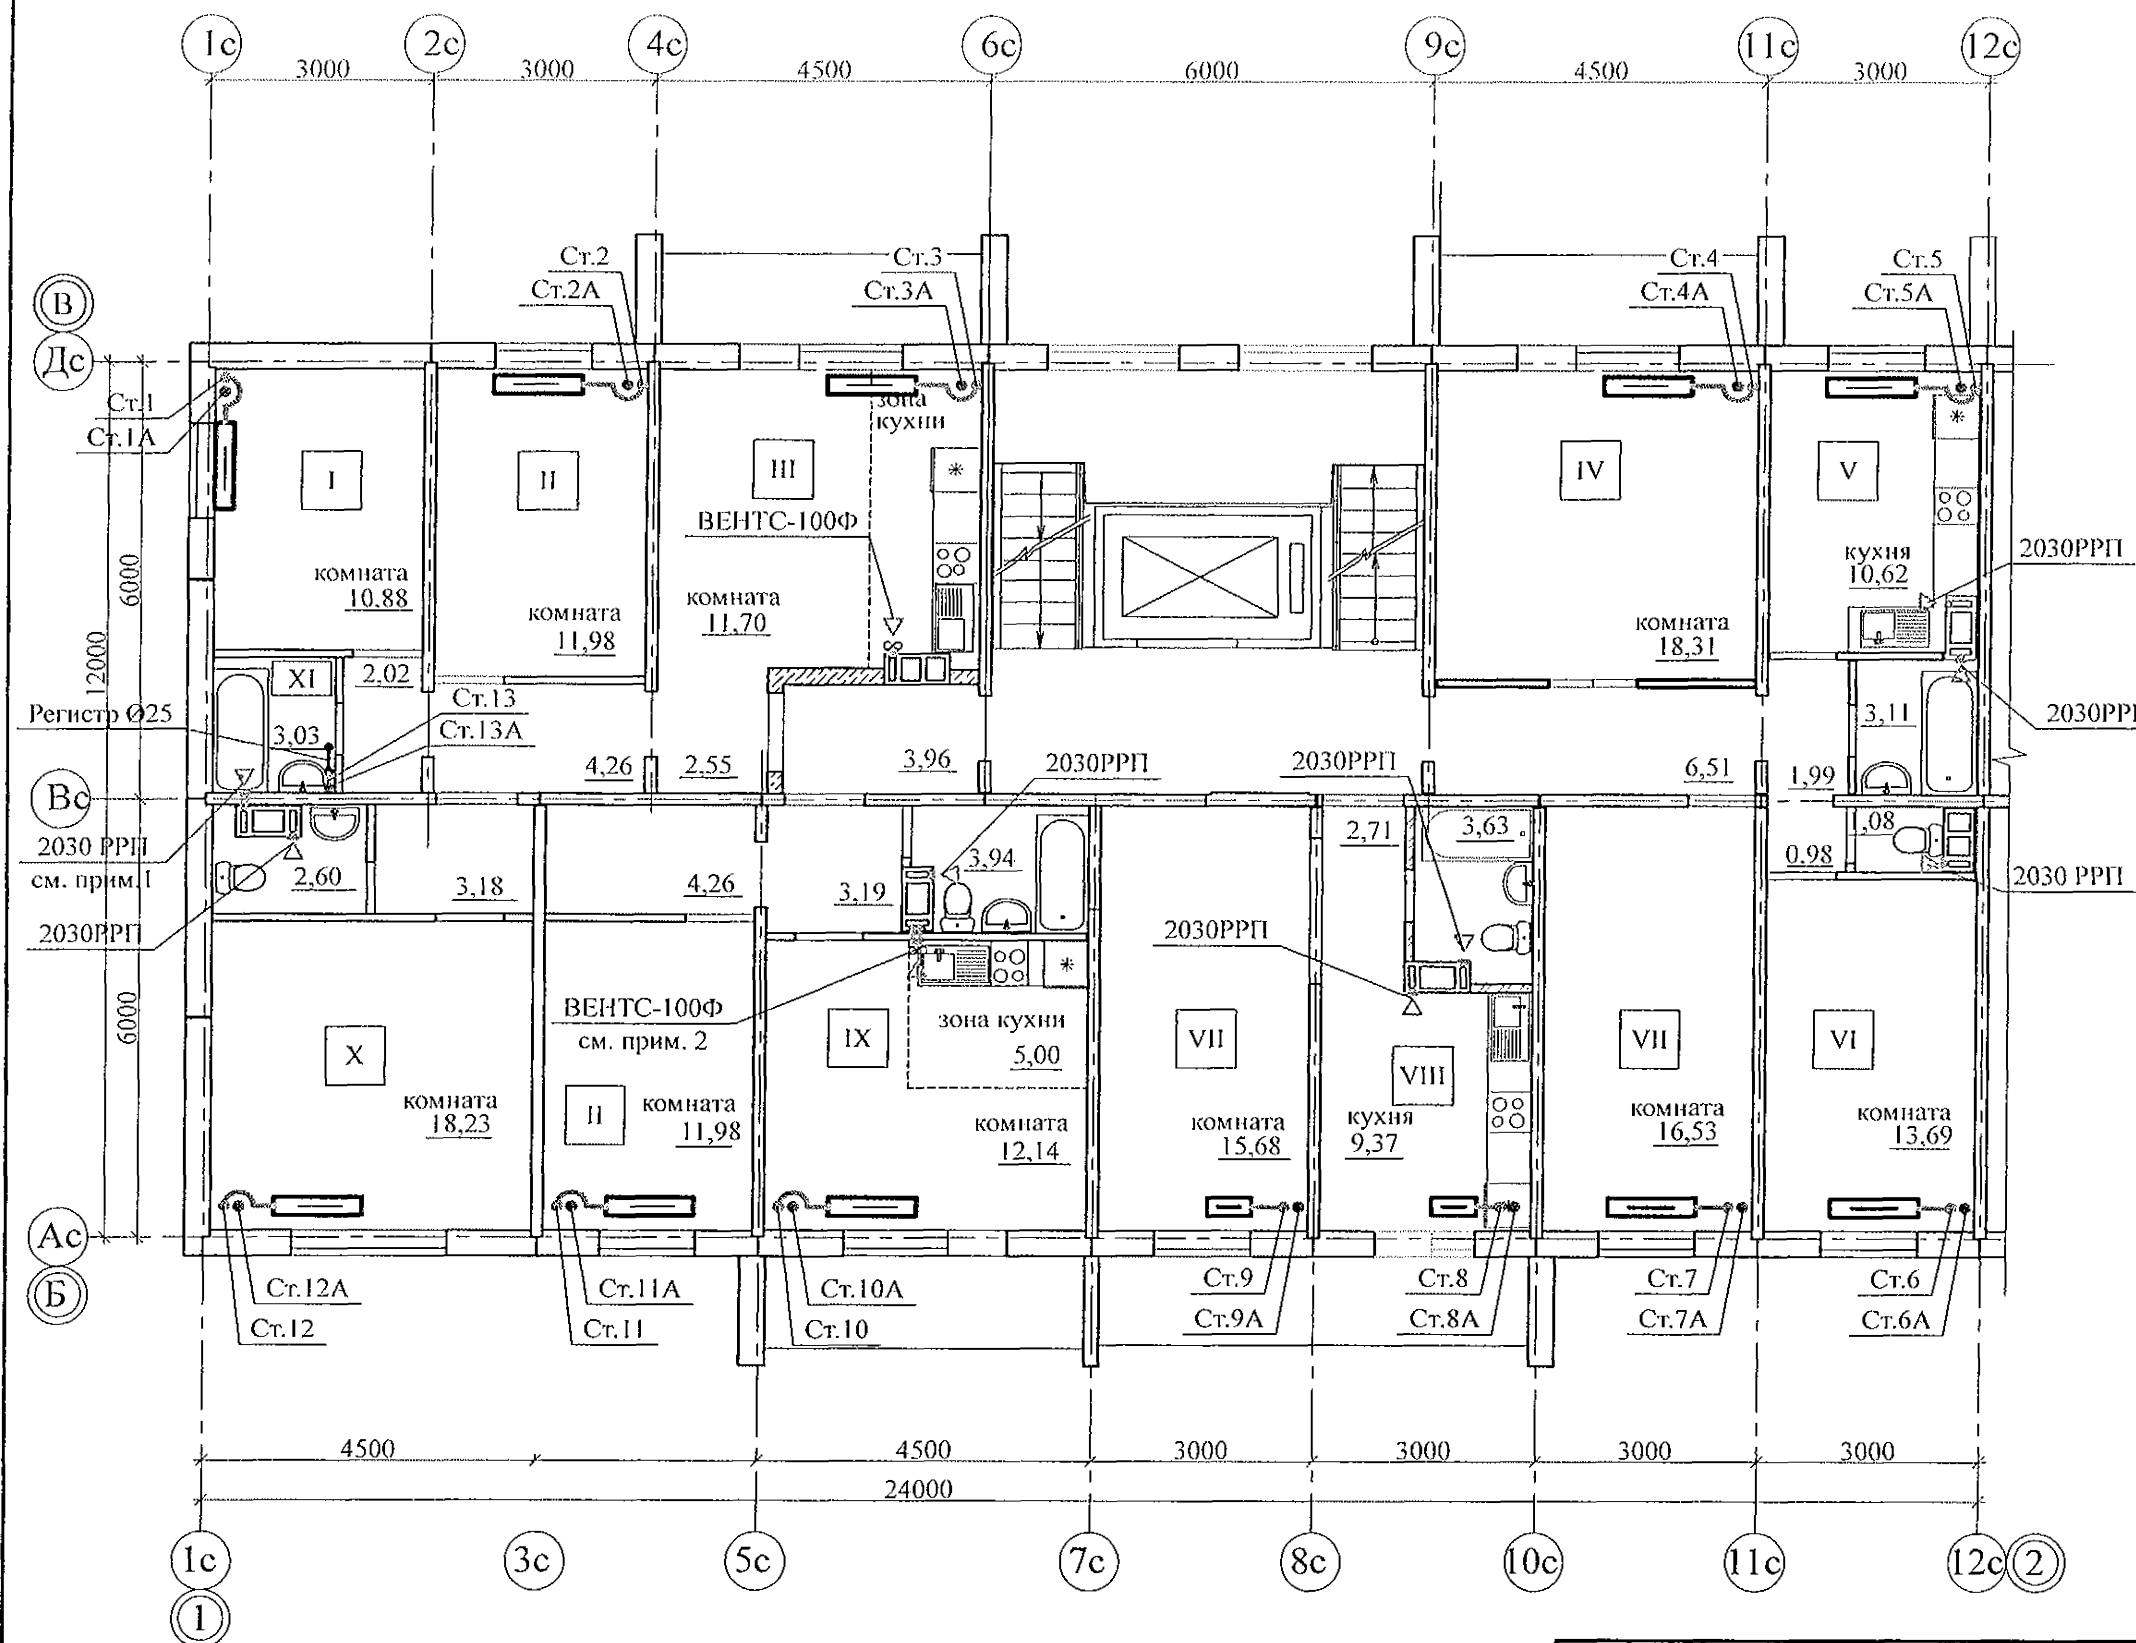 1с 2с 4с 6с 9с 11с 12с
3000 3000 4500 6000 4500 3000
Ст.2 Ст.3 Ст.4 Ст.5
Ст.2А Ст.3А Ст.4А Ст.5А
В
Дс
Ст.1
Ст.1А
зона
кухни
I II III IV V
ВЕНТС-100Ф
2030РРП
6000
12000
комната
10,88
комната
11,98
комната
11,70
комната
18,31
кухня
10,62
XI
2,02
Ст.13
Ст.13А
Регистр Ø25
3,03
4,26 2,55 3,96
2030РРП
2030РРП
6,51 1,99
3,11
2030РРП
Вс
2030 РРП
см. прим.1
2,60
3,18
4,26
3,19
3,94
2,71
3,63
1,08
0.98
2030 РРП
2030РРП
2030РРП
6000
ВЕНТС-100Ф
см. прим. 2
зона кухни
5,00
X II IX VII VIII VII VI
комната
18,23
комната
11,98
комната
12,14
комната
15,68
кухня
9,37
комната
16,53
комната
13,69
Ас
Б
Ст.12А Ст.11А Ст.10А Ст.9 Ст.8 Ст.7 Ст.6
Ст.12 Ст.11 Ст.10 Ст.9А Ст.8А Ст.7А Ст.6А
4500 4500 3000 3000 3000 3000
24000
1с 3с 5с 7с 8с 10с 11с 12с 2
1